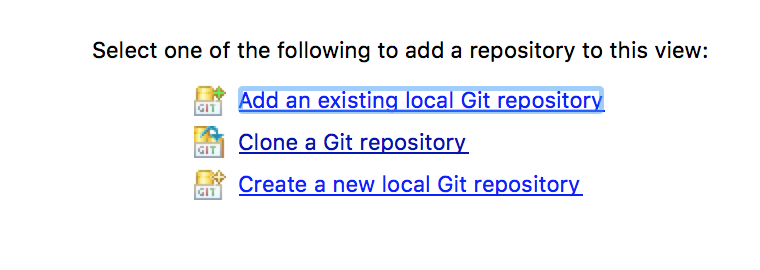 Select one of the following to add a repository to this view:
GIT Add an existing local Git repository
GIT Clone a Git repository
GIT Create a new local Git repository